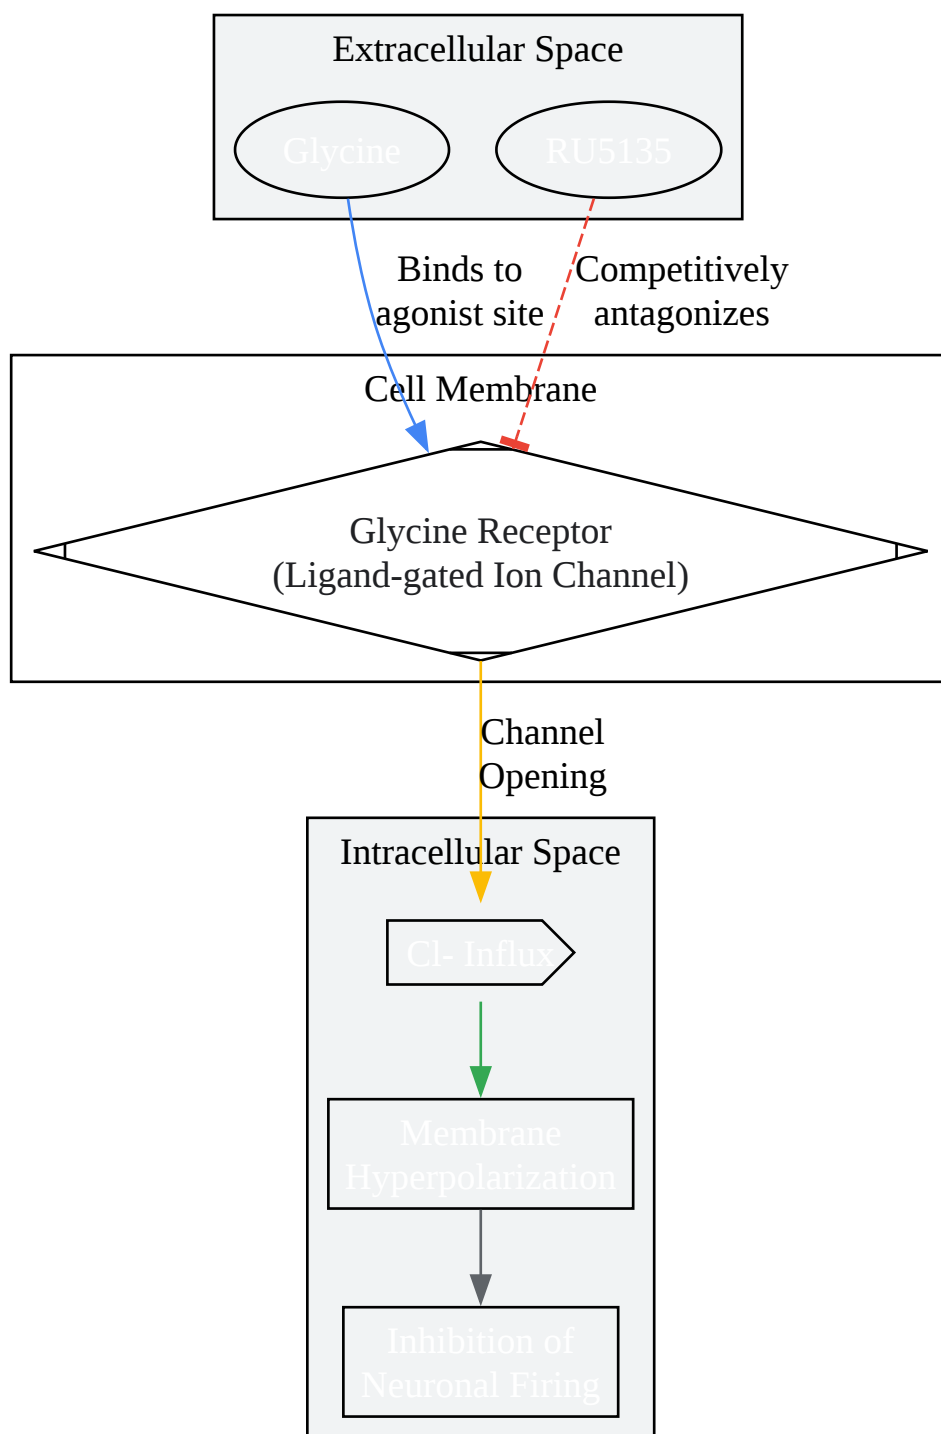 Extracellular Space
Glycine
RU5135
Binds to
agonist site
Competitively
antagonizes
Cell Membrane
Glycine Receptor
(Ligand-gated Ion Channel)
Channel
Opening
Intracellular Space
Cl- Influx
Membrane
Hyperpolarization
Inhibition of
Neuronal Firing